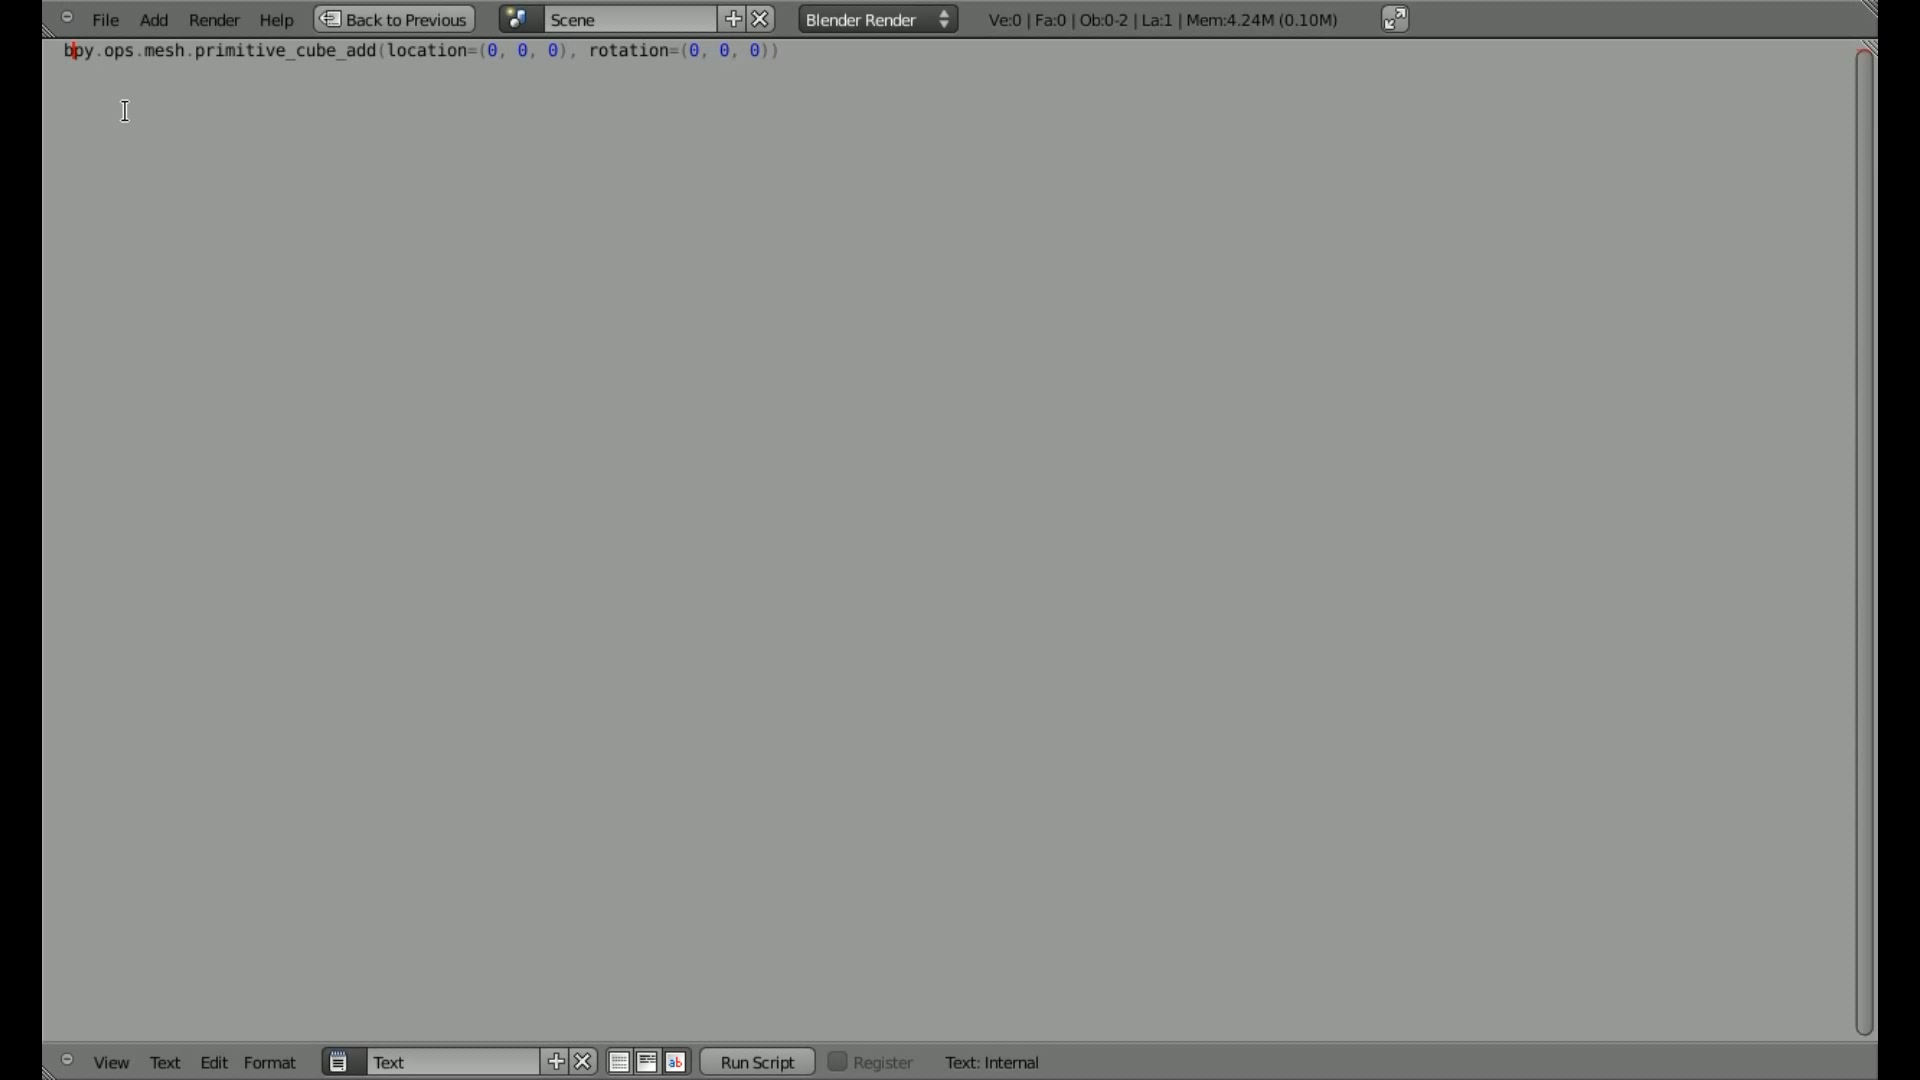 File Add Render Help Back to Previous Scene Blender Render Ve:0 | Fa:0 | Ob:0-2 | La:1 | Mem:4.24M (0.10M)
bpy.ops.mesh.primitive_cube_add(location=(0, 0, 0), rotation=(0, 0, 0))
View Text Edit Format Text ab Run Script Register Text: Internal